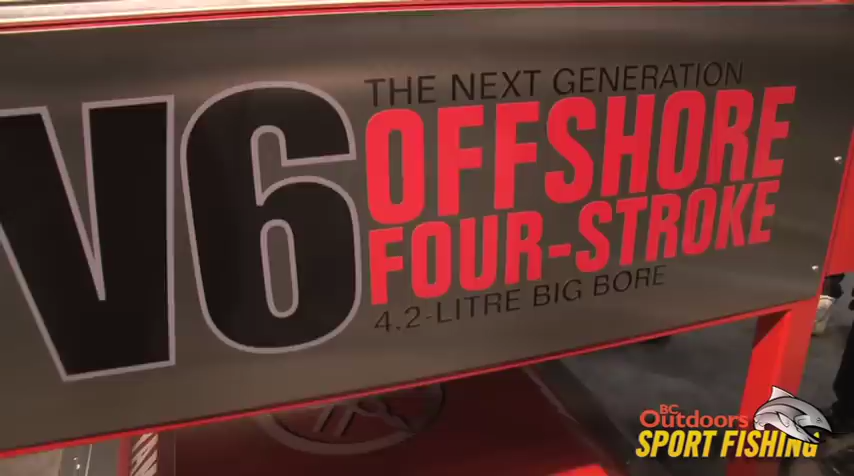 V6
THE NEXT GENERATION
OFFSHORE
FOUR-STROKE
4.2-LITRE BIG BORE
BC
Outdoors
SPORT FISHING